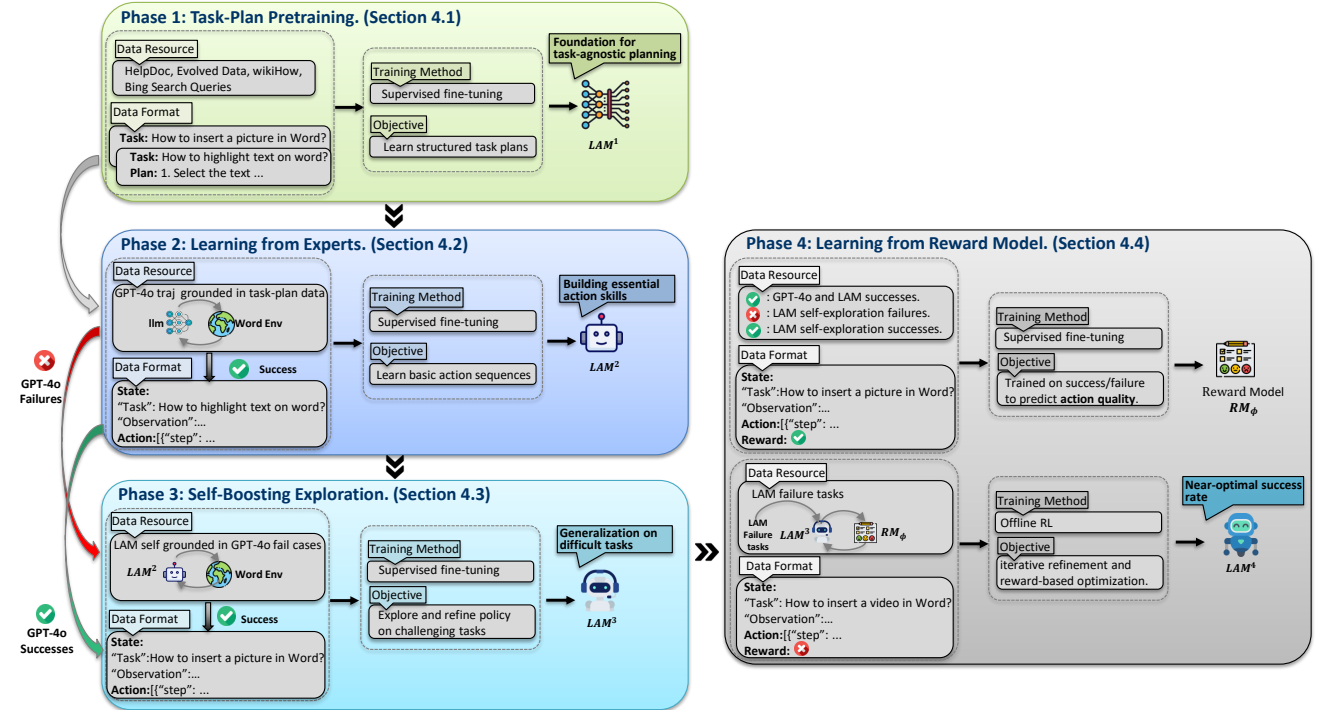 Phase 1: Task-Plan Pretraining. (Section 4.1)
Data Resource
HelpDoc, Evolved Data, wikiHow,
Bing Search Queries
Data Format
Task: How to insert a picture in Word?
Task: How to highlight text on word?
Plan: 1. Select the text ...
Training Method
Supervised fine-tuning
Objective
Learn structured task plans
Foundation for
task-agnostic planning
LAM¹
Phase 2: Learning from Experts. (Section 4.2)
Data Resource
GPT-4o traj grounded in task-plan data
llm
Word Env
Success
Data Format
State:
“Task”: How to highlight text on word?
“Observation”:...
Action:[{“step”: ...
Training Method
Supervised fine-tuning
Objective
Learn basic action sequences
Building essential
action skills
LAM²
GPT-4o
Failures
GPT-4o
Successes
Phase 3: Self-Boosting Exploration. (Section 4.3)
Data Resource
LAM self grounded in GPT-4o fail cases
LAM²
Word Env
Success
Data Format
State:
“Task”:How to insert a picture in Word?
“Observation”:...
Action:[{“step”: ...
Training Method
Supervised fine-tuning
Objective
Explore and refine policy
on challenging tasks
Generalization on
difficult tasks
LAM³
Phase 4: Learning from Reward Model. (Section 4.4)
Data Resource
: GPT-4o and LAM successes.
: LAM self-exploration failures.
: LAM self-exploration successes.
Data Format
State:
“Task”:How to insert a picture in Word?
“Observation”:...
Action:[{“step”: ...
Reward:
Training Method
Supervised fine-tuning
Objective
Trained on success/failure
to predict action quality.
Reward Model
RMϕ
Data Resource
LAM failure tasks
LAM
Failure
tasks
LAM³
RMϕ
Data Format
State:
“Task”: How to insert a video in Word?
“Observation”:...
Action:[{“step”: ...
Reward:
Training Method
Offline RL
Objective
iterative refinement and
reward-based optimization.
Near-optimal success
rate
LAM⁴